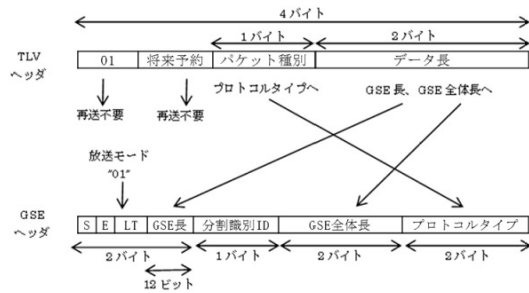 4バイト
1バイト
2バイト
TLV
ヘッダ
01
将来予約
パケット種別
データ長
再送不要
再送不要
プロトコルタイプへ
GSE長、GSE全体長へ
放送モード
"01"
GSE
ヘッダ
S
E
LT
GSE長
分割識別ID
GSE全体長
プロトコルタイプ
2バイト
1バイト
2バイト
2バイト
12ビット